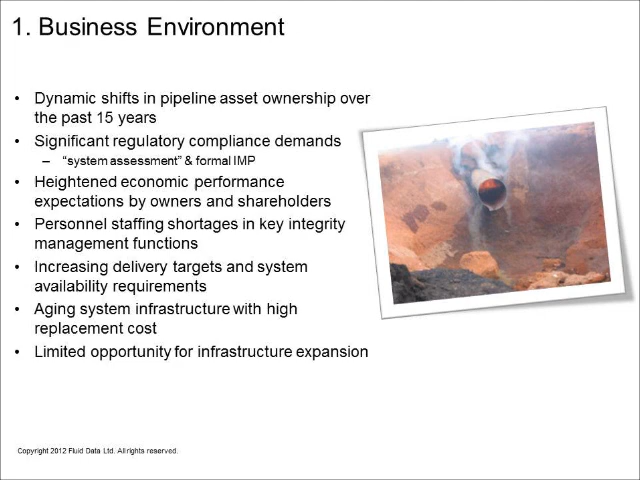 1. Business Environment
• Dynamic shifts in pipeline asset ownership over
the past 15 years
• Significant regulatory compliance demands
– “system assessment” & formal IMP
• Heightened economic performance
expectations by owners and shareholders
• Personnel staffing shortages in key integrity
management functions
• Increasing delivery targets and system
availability requirements
• Aging system infrastructure with high
replacement cost
• Limited opportunity for infrastructure expansion
Copyright 2012 Fluid Data Ltd. All rights reserved.